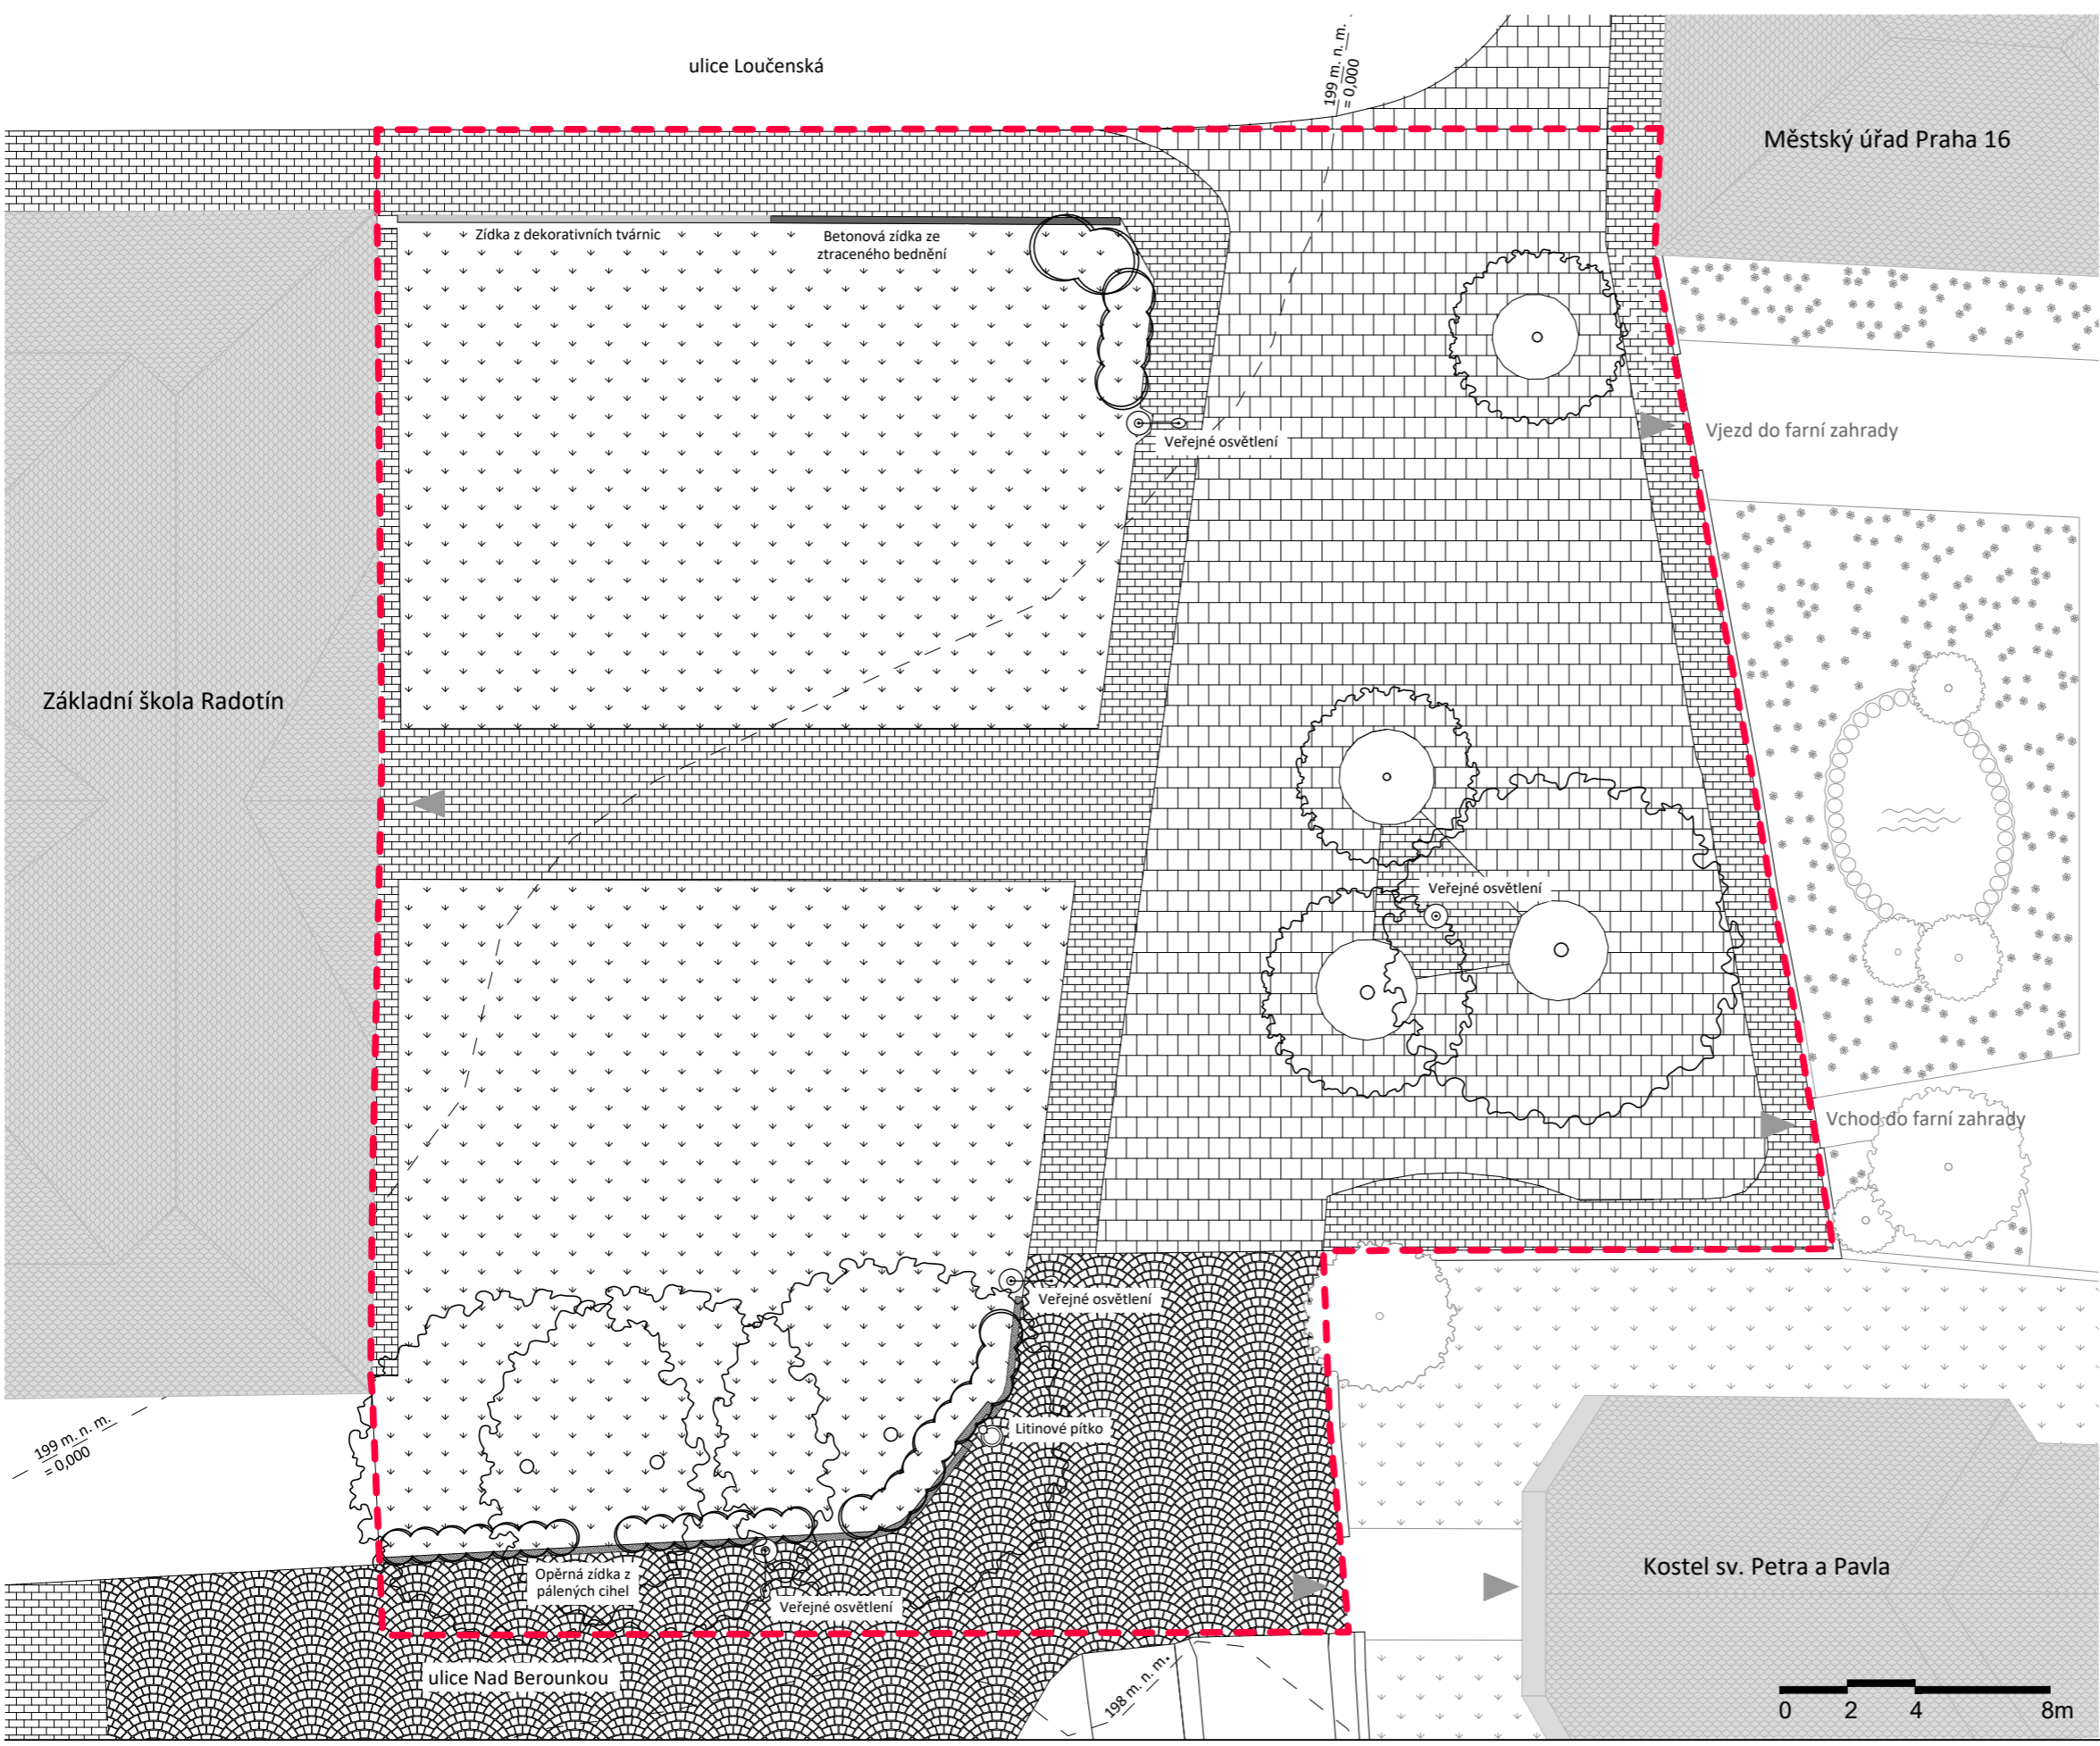 ulice Loučenská
199 m. n. m.
= 0,000
Městský úřad Praha 16
Zídka z dekorativních tvárnic
Betonová zídka ze
ztraceného bednění
Veřejné osvětlení
Vjezd do farní zahrady
Základní škola Radotín
Veřejné osvětlení
Vchod do farní zahrady
Veřejné osvětlení
Litinové pítko
199 m. n. m.
= 0,000
Opěrná zídka z
pálených cihel
Veřejné osvětlení
Kostel sv. Petra a Pavla
ulice Nad Berounkou
198 m. n. m.
0 2 4 8m